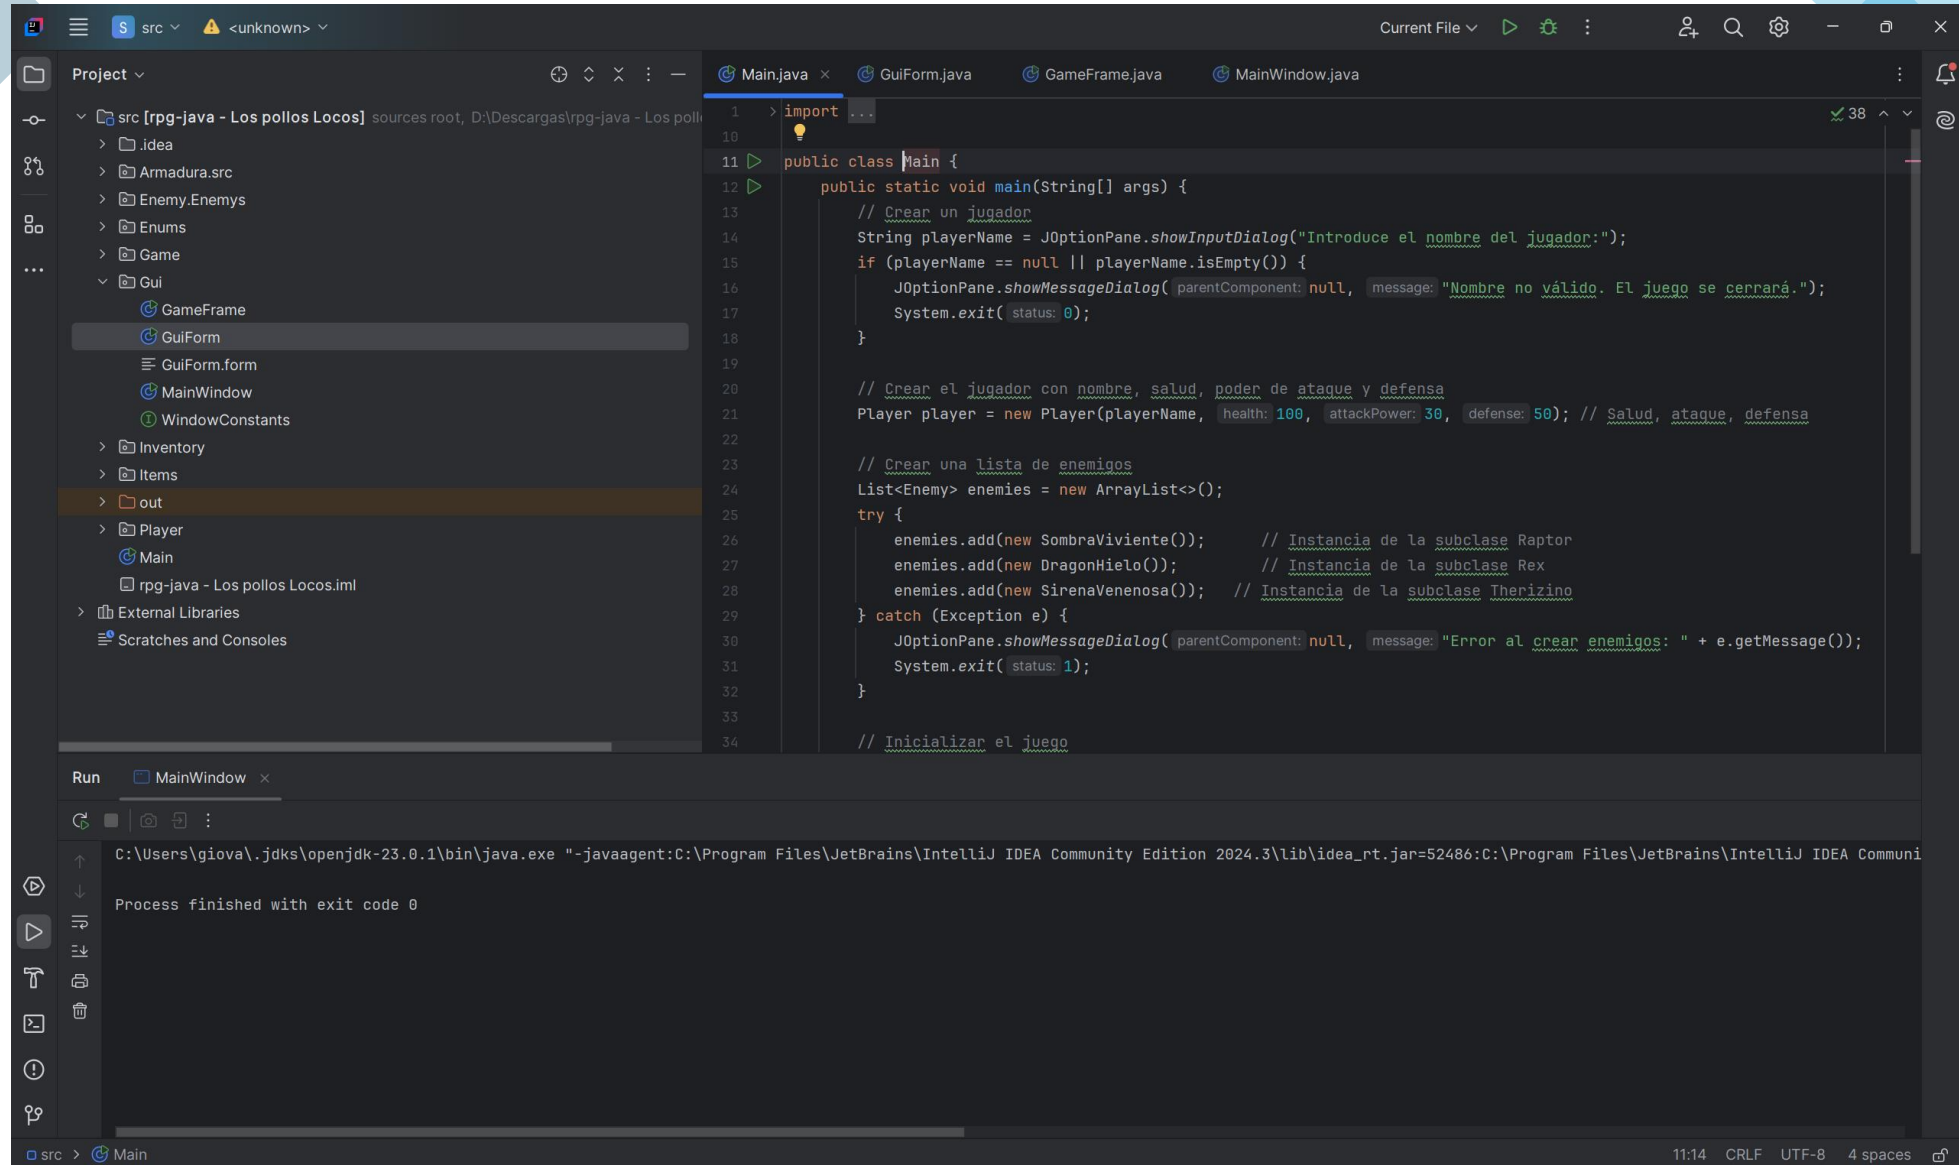 S src <unknown> Current File
Project
src [rpg-java - Los pollos Locos] sources root, D:\Descargas\rpg-java - Los poll
.idea
Armadura.src
Enemy.Enemys
Enums
Game
Gui
GameFrame
GuiForm
GuiForm.form
MainWindow
WindowConstants
Inventory
Items
out
Player
Main
rpg-java - Los pollos Locos.iml
External Libraries
Scratches and Consoles
Main.java GuiForm.java GameFrame.java MainWindow.java
38
1 import ...
10
11 public class Main {
12 public static void main(String[] args) {
13 // Crear un jugador
14 String playerName = JOptionPane.showInputDialog("Introduce el nombre del jugador:");
15 if (playerName == null || playerName.isEmpty()) {
16 JOptionPane.showMessageDialog( parentComponent: null, message: "Nombre no válido. El juego se cerrará.");
17 System.exit( status: 0);
18 }
19
20 // Crear el jugador con nombre, salud, poder de ataque y defensa
21 Player player = new Player(playerName, health: 100, attackPower: 30, defense: 50); // Salud, ataque, defensa
22
23 // Crear una lista de enemigos
24 List<Enemy> enemies = new ArrayList<>();
25 try {
26 enemies.add(new SombraViviente()); // Instancia de la subclase Raptor
27 enemies.add(new DragonHielo()); // Instancia de la subclase Rex
28 enemies.add(new SirenaVenenosa()); // Instancia de la subclase Therizino
29 } catch (Exception e) {
30 JOptionPane.showMessageDialog( parentComponent: null, message: "Error al crear enemigos: " + e.getMessage());
31 System.exit( status: 1);
32 }
33
34 // Inicializar el juego
Run MainWindow
C:\Users\giova\.jdks\openjdk-23.0.1\bin\java.exe "-javaagent:C:\Program Files\JetBrains\IntelliJ IDEA Community Edition 2024.3\lib\idea_rt.jar=52486:C:\Program Files\JetBrains\IntelliJ IDEA Communi
Process finished with exit code 0
src > Main
11:14 CRLF UTF-8 4 spaces